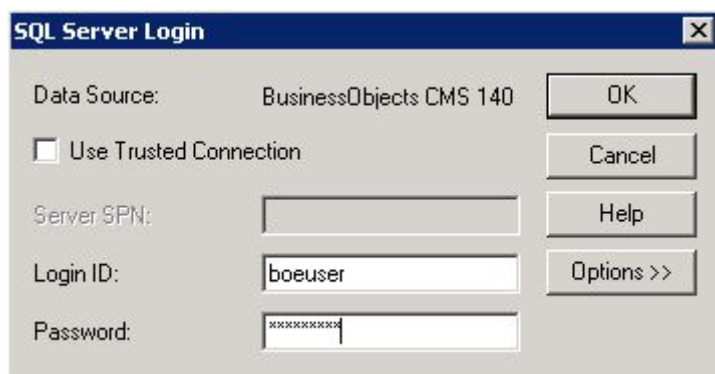 SQL Server Login
Data Source: BusinessObjects CMS 140 OK
Use Trusted Connection Cancel
Server SPN: Help
Login ID: boeuser Options >>
Password: *********